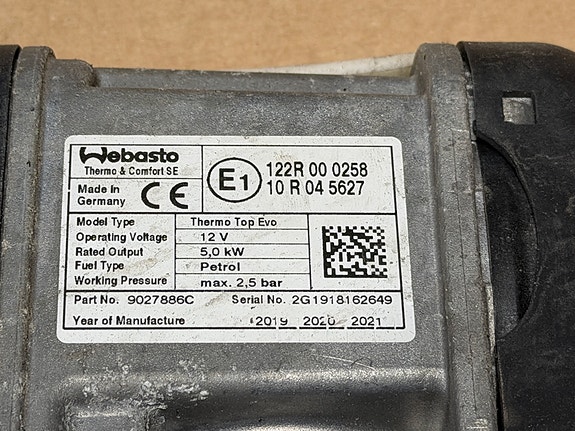 Webasto
Thermo & Comfort SE
Made in
Germany
CE
E1
122R 00 0258
10 R 04 5627
Model Type Thermo Top Evo
Operating Voltage 12 V
Rated Output 5,0 kW
Fuel Type Petrol
Working Pressure max. 2,5 bar
Part No. 9027886C Serial No. 2G1918162649
Year of Manufacture 2019 2020 2021